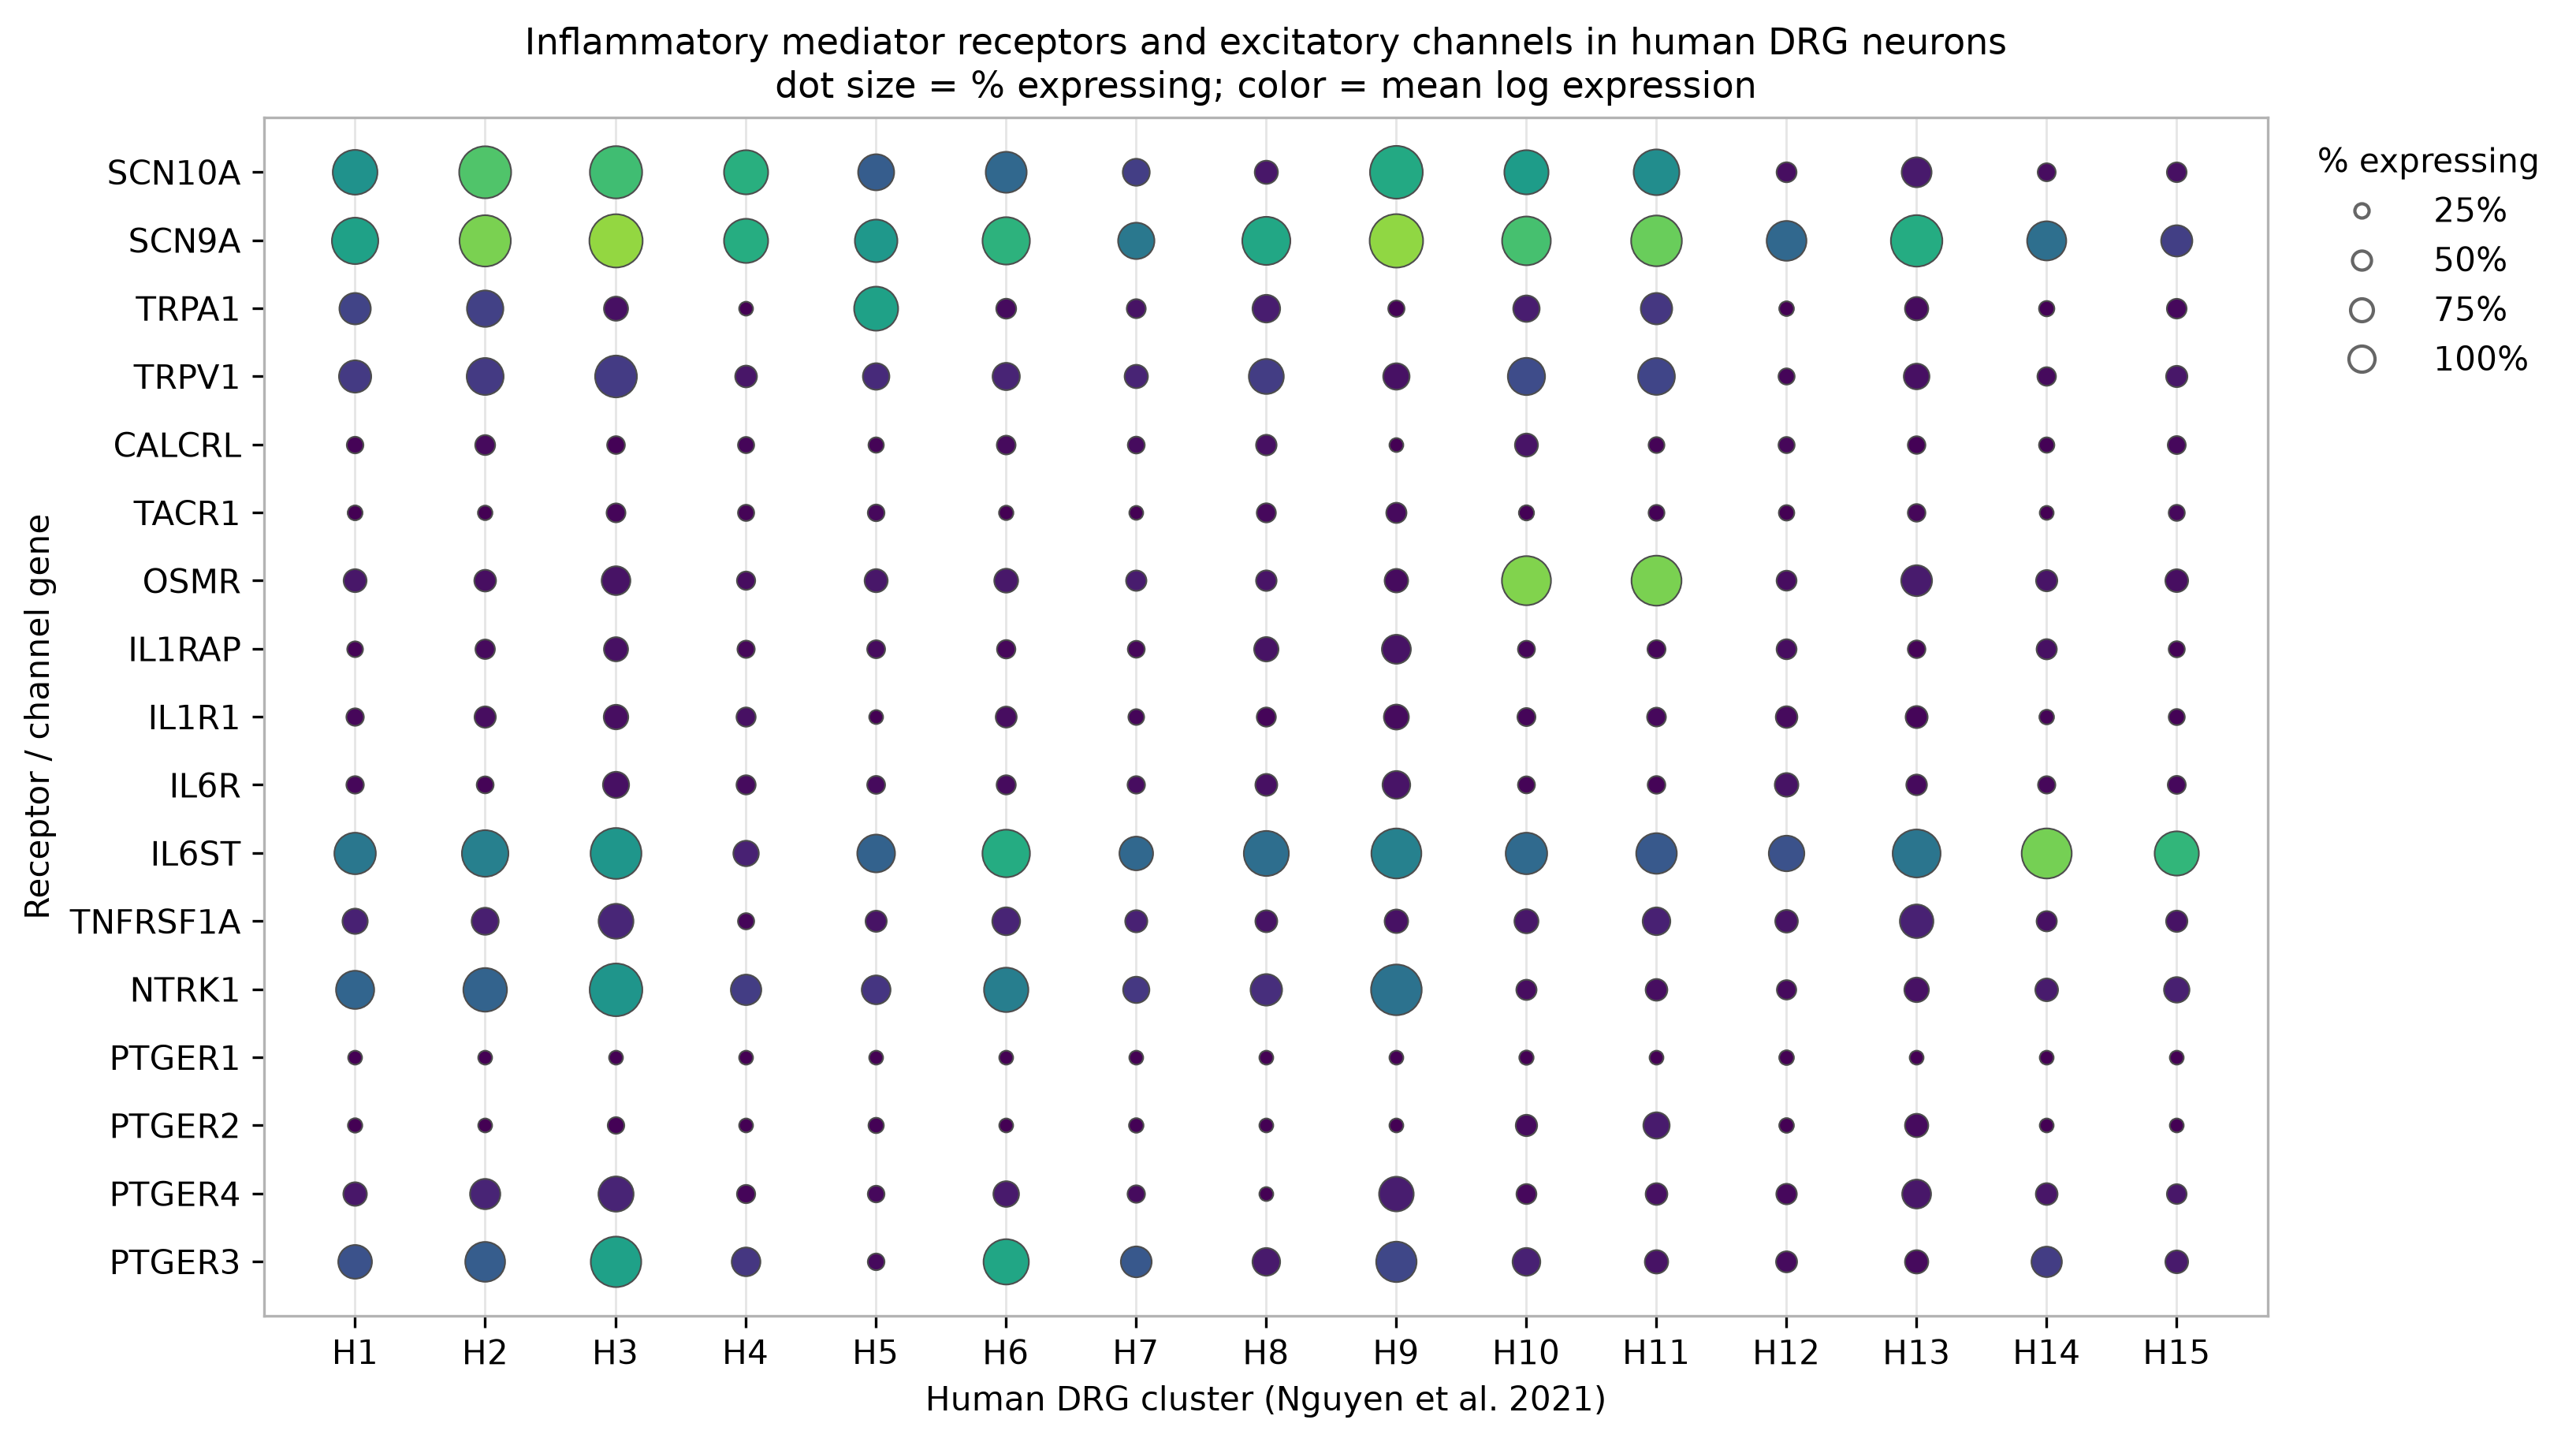 Inflammatory mediator receptors and excitatory channels in human DRG neurons
dot size = % expressing; color = mean log expression
% expressing
25%
50%
75%
100%
Receptor / channel gene
SCN10A
SCN9A
TRPA1
TRPV1
CALCRL
TACR1
OSMR
IL1RAP
IL1R1
IL6R
IL6ST
TNFRSF1A
NTRK1
PTGER1
PTGER2
PTGER4
PTGER3
H1 H2 H3 H4 H5 H6 H7 H8 H9 H10 H11 H12 H13 H14 H15
Human DRG cluster (Nguyen et al. 2021)